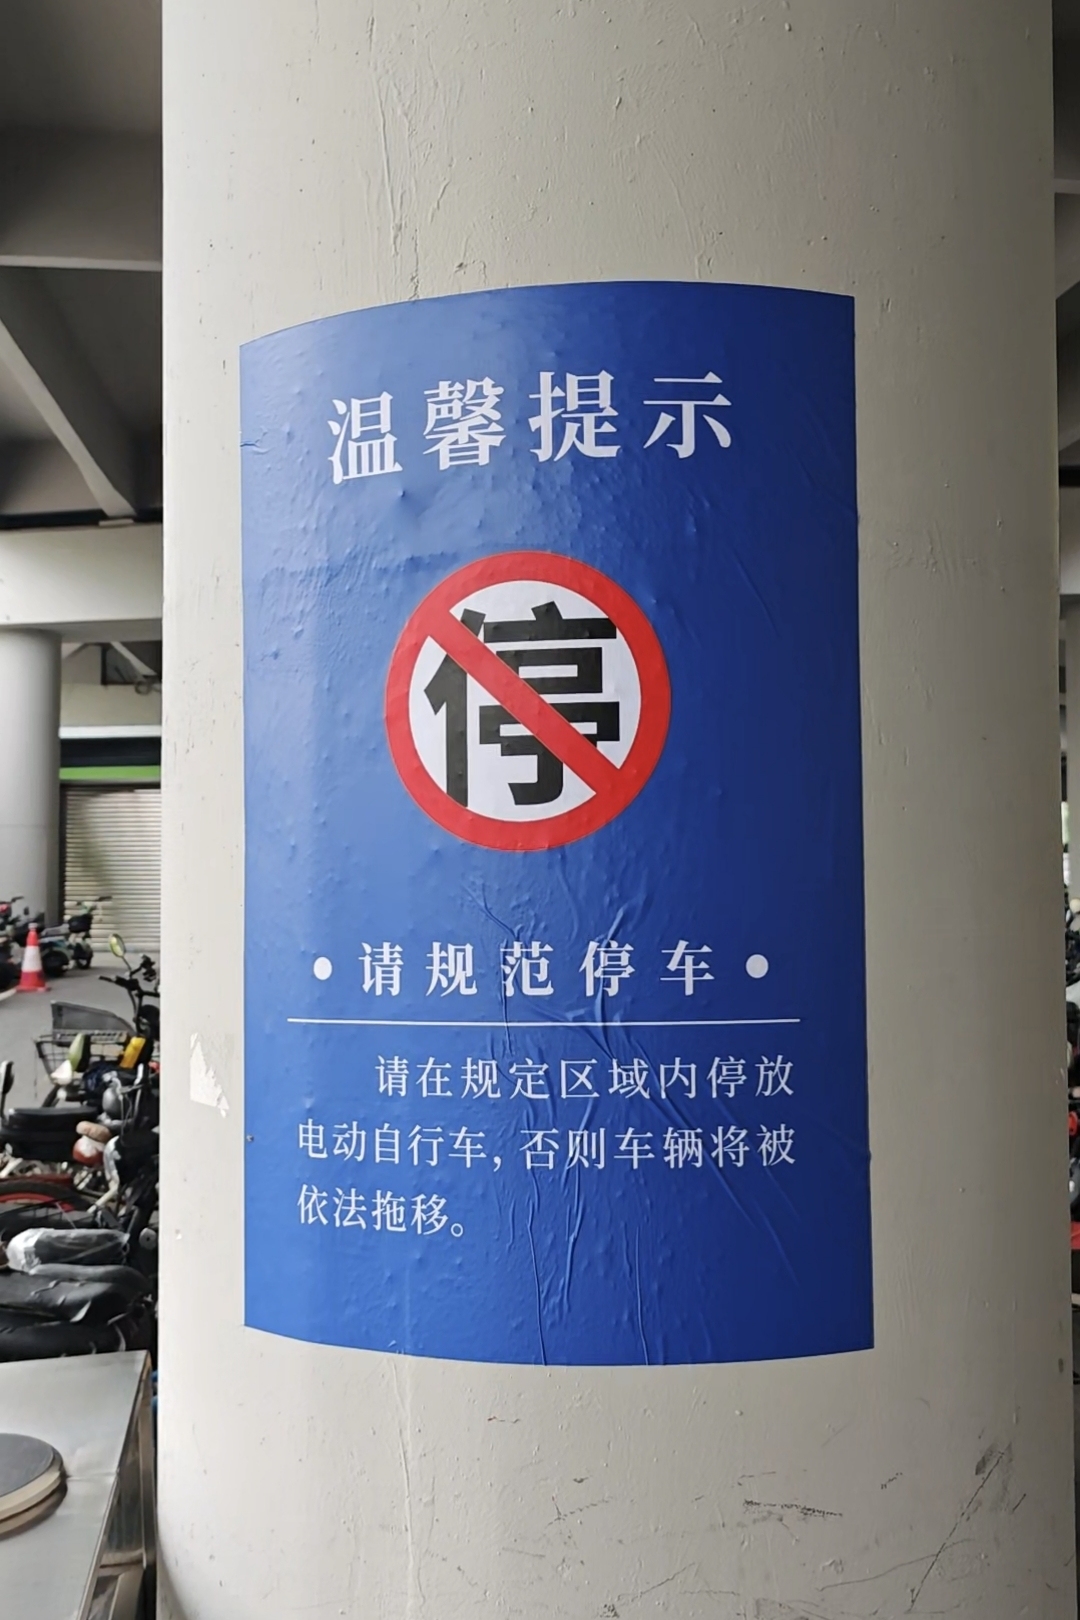 温馨提示
停
•请规范停车•
请在规定区域内停放
电动自行车,否则车辆将被
依法拖移。